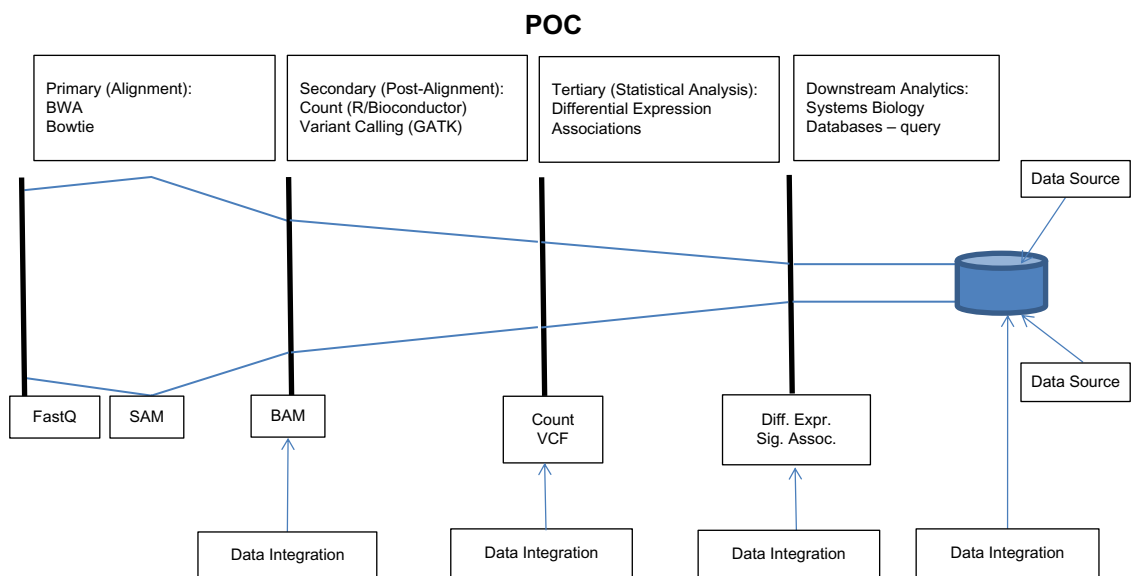 POC
Primary (Alignment):
BWA
Bowtie
Secondary (Post-Alignment):
Count (R/Bioconductor)
Variant Calling (GATK)
Tertiary (Statistical Analysis):
Differential Expression
Associations
Downstream Analytics:
Systems Biology
Databases – query
Data Source
Data Source
FastQ
SAM
BAM
Count
VCF
Diff. Expr.
Sig. Assoc.
Data Integration
Data Integration
Data Integration
Data Integration